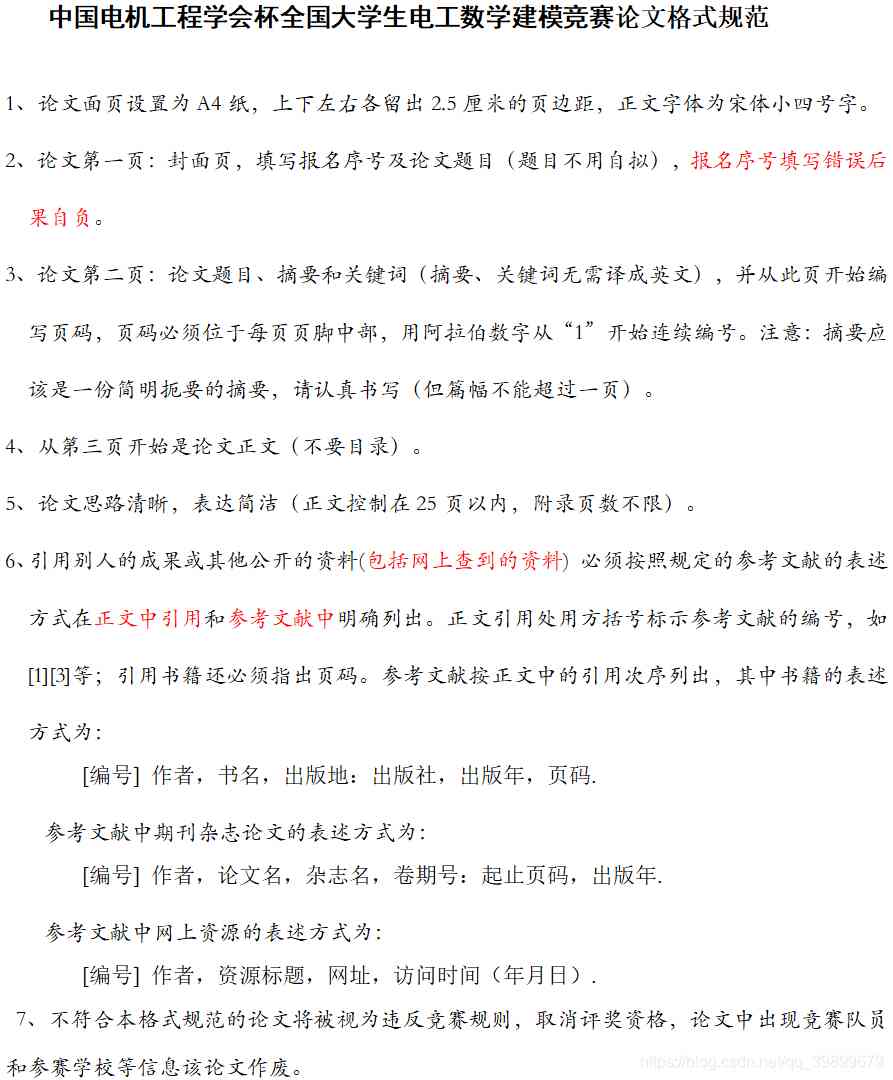 中国电机工程学会杯全国大学生电工数学建模竞赛论文格式规范
1、论文面页设置为 A4 纸，上下左右各留出 2.5 厘米的页边距，正文字体为宋体小四号字。
2、论文第一页：封面页，填写报名序号及论文题目（题目不用自拟），报名序号填写错误后
果自负。
3、论文第二页：论文题目、摘要和关键词（摘要、关键词无需译成英文），并从此页开始编
写页码，页码必须位于每页页脚中部，用阿拉伯数字从“1”开始连续编号。注意：摘要应
该是一份简明扼要的摘要，请认真书写（但篇幅不能超过一页）。
4、从第三页开始是论文正文（不要目录）。
5、论文思路清晰，表达简洁（正文控制在 25 页以内，附录页数不限）。
6、引用别人的成果或其他公开的资料(包括网上查到的资料) 必须按照规定的参考文献的表述
方式在正文中引用和参考文献中明确列出。正文引用处用方括号标示参考文献的编号，如
[1][3]等；引用书籍还必须指出页码。参考文献按正文中的引用次序列出，其中书籍的表述
方式为：
[编号] 作者，书名，出版地：出版社，出版年，页码.
参考文献中期刊杂志论文的表述方式为：
[编号] 作者，论文名，杂志名，卷期号：起止页码，出版年.
参考文献中网上资源的表述方式为：
[编号] 作者，资源标题，网址，访问时间（年月日）.
7、不符合本格式规范的论文将被视为违反竞赛规则，取消评奖资格，论文中出现竞赛队员
和参赛学校等信息该论文作废。
https://blog.csdn.net/qq_39899679